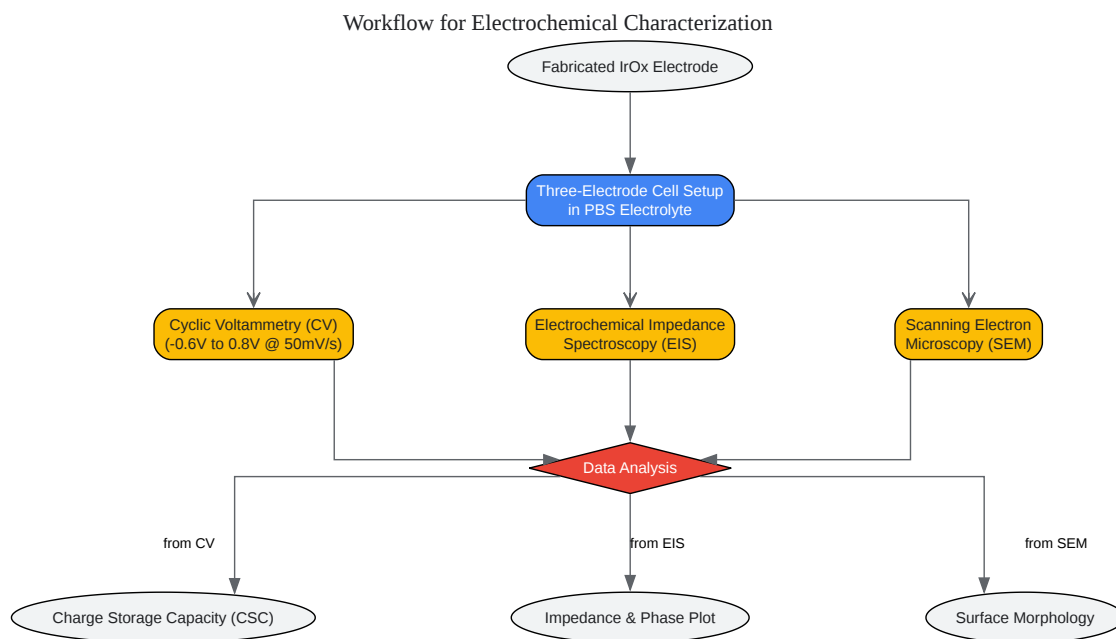 Workflow for Electrochemical Characterization
Fabricated IrOx Electrode
Three-Electrode Cell Setup
in PBS Electrolyte
Cyclic Voltammetry (CV)
(-0.6V to 0.8V @ 50mV/s)
Electrochemical Impedance
Spectroscopy (EIS)
Scanning Electron
Microscopy (SEM)
Data Analysis
from CV
from EIS
from SEM
Charge Storage Capacity (CSC)
Impedance & Phase Plot
Surface Morphology